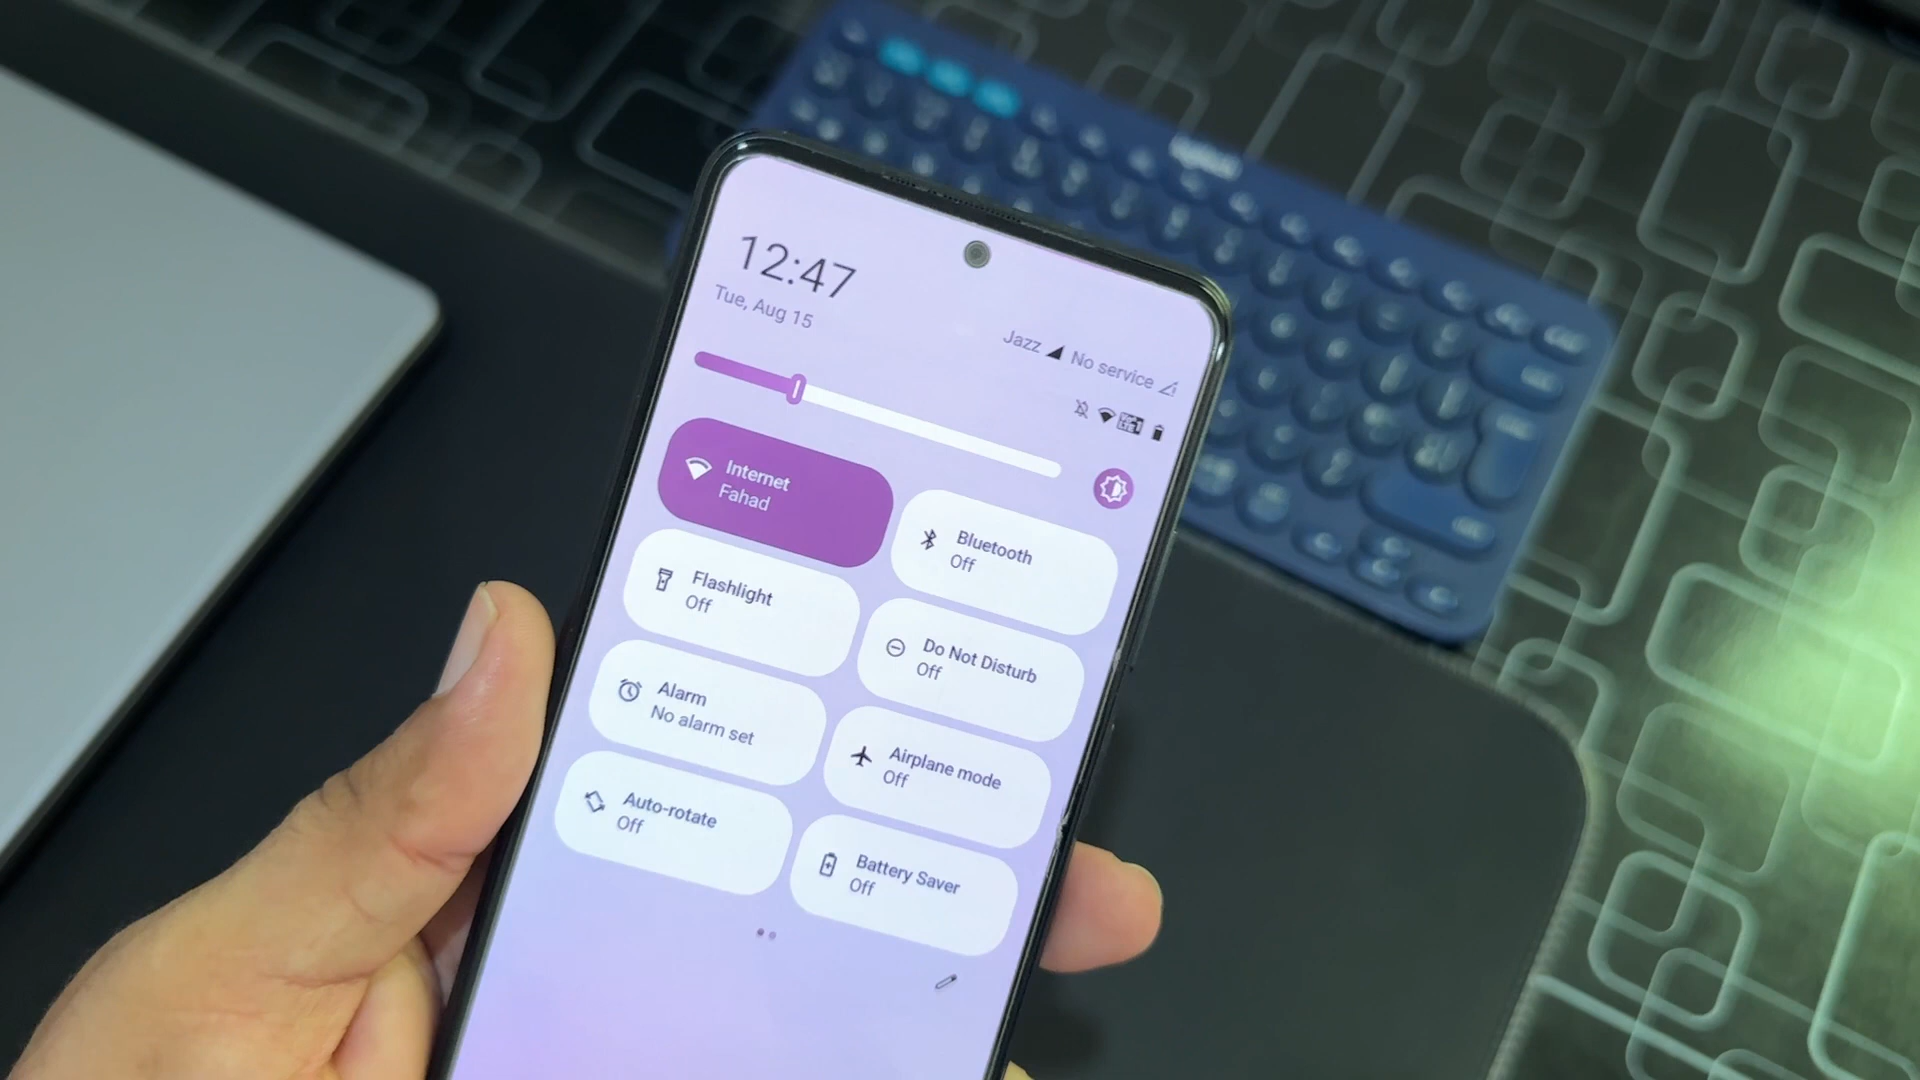 12:47
Tue, Aug 15
Jazz No service
Internet
Fahad
Bluetooth
Off
Flashlight
Off
Do Not Disturb
Off
Alarm
No alarm set
Airplane mode
Off
Auto-rotate
Off
Battery Saver
Off